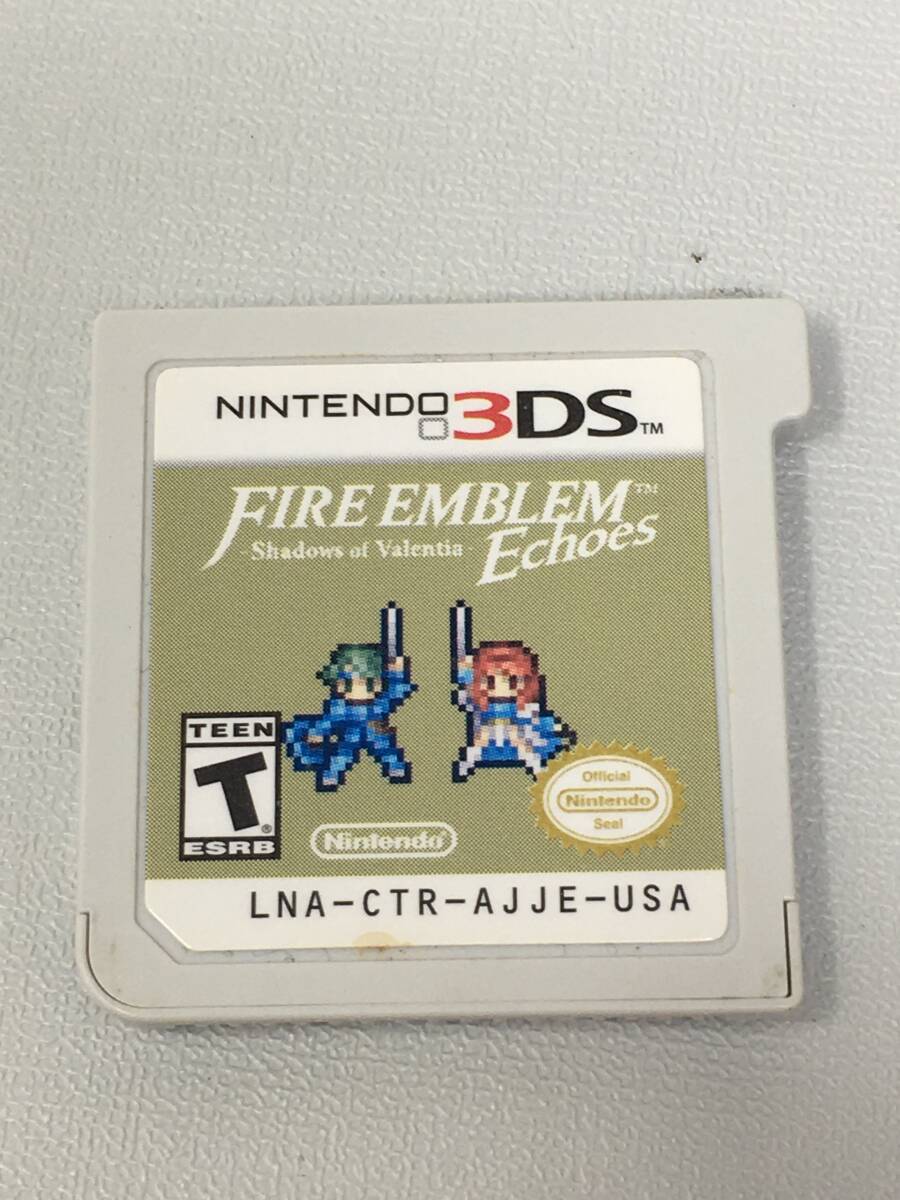 NINTENDO 3DS™
FIRE EMBLEM™
Echoes
- Shadows of Valentia -
TEEN
T®
ESRB
Nintendo
Official
Nintendo
Seal
LNA-CTR-AJJE-USA